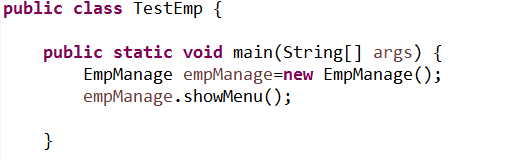 public class TestEmp {
public static void main(String[] args) {
EmpManage empManage=new EmpManage();
empManage.showMenu();
}